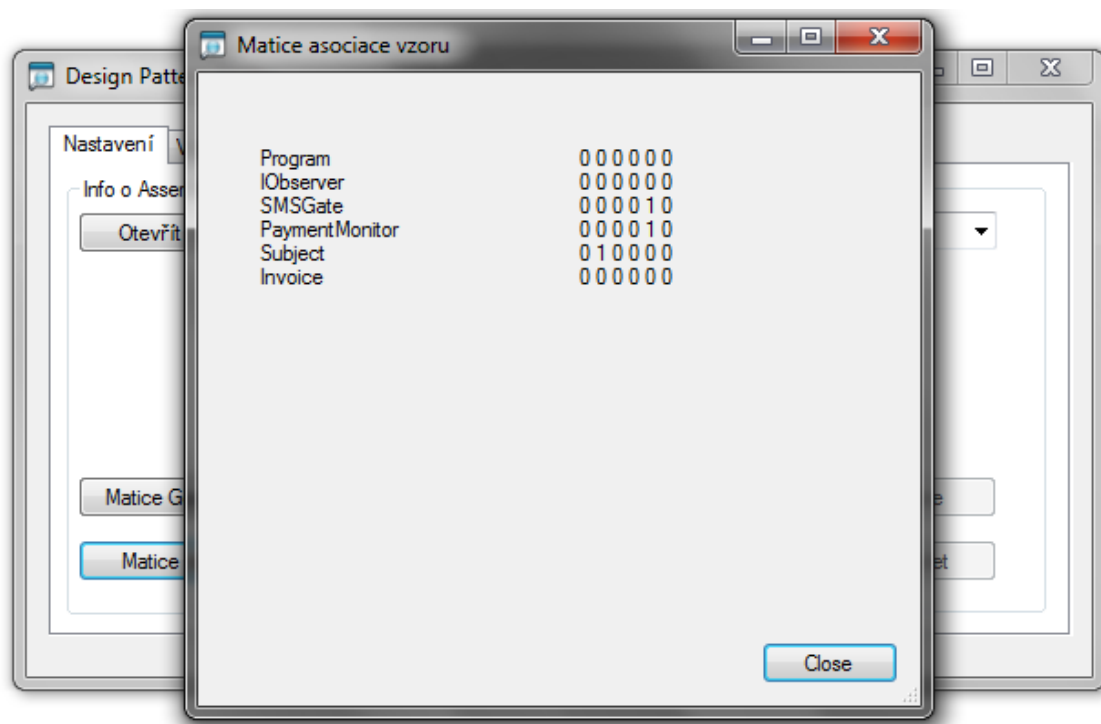 Matice asociace vzoru
Design Patte
Nastavení V
Info o Asser
Otevřít
Program 0 0 0 0 0 0
IObserver 0 0 0 0 0 0
SMSGate 0 0 0 0 1 0
PaymentMonitor 0 0 0 0 1 0
Subject 0 1 0 0 0 0
Invoice 0 0 0 0 0 0
Matice G e
Matice et
Close